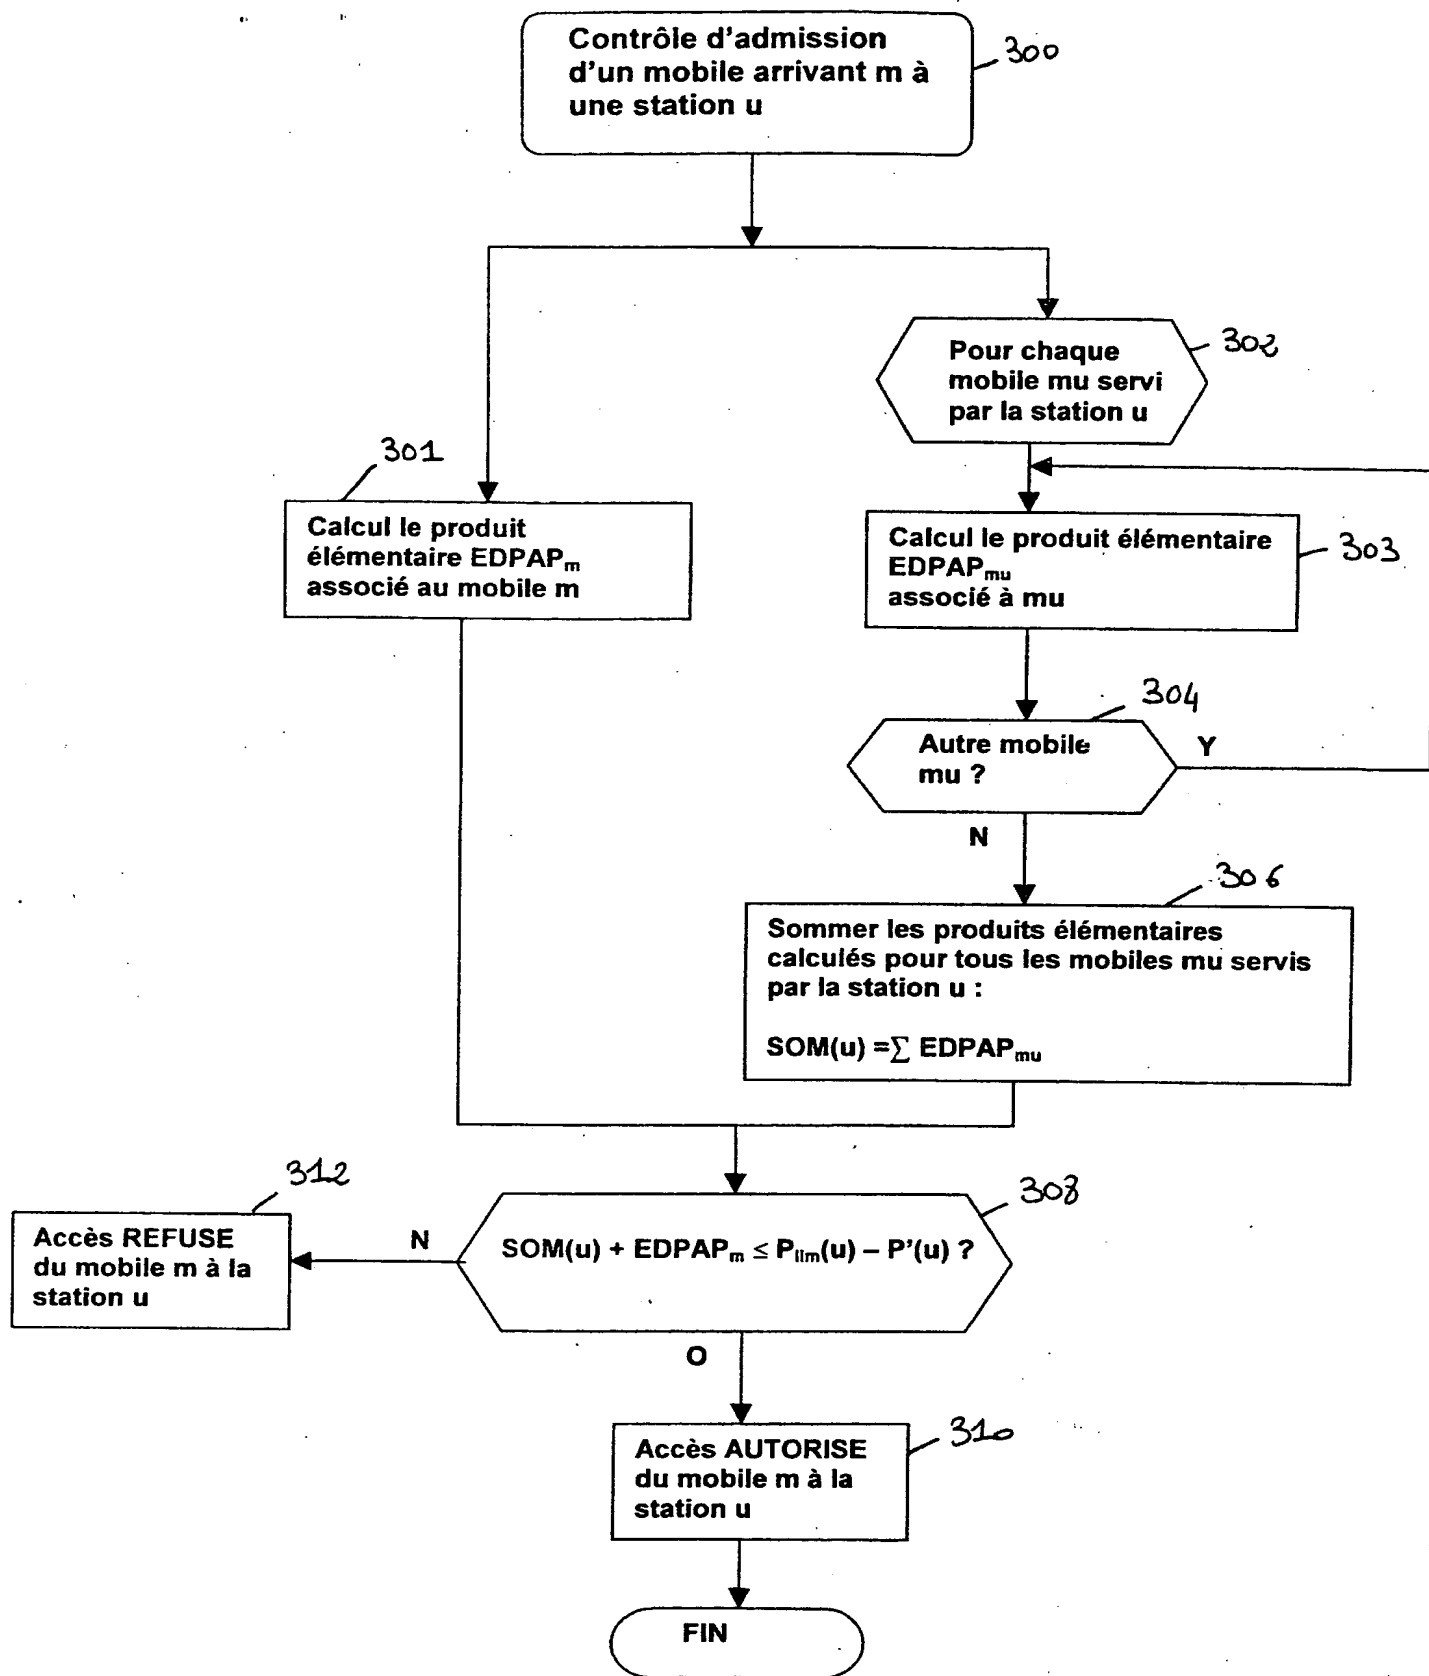 Contrôle d'admission
d'un mobile arrivant m à
une station u
300
Pour chaque
mobile mu servi
par la station u
302
301
Calcul le produit
élémentaire EDPAPm
associé au mobile m
Calcul le produit élémentaire
EDPAPmu
associé à mu
303
304
Autre mobile
mu ?
Y
N
306
Sommer les produits élémentaires
calculés pour tous les mobiles mu servis
par la station u :
SOM(u) =∑ EDPAPmu
312
Accès REFUSE
du mobile m à la
station u
N
308
SOM(u) + EDPAPm ≤ Plim(u) – P'(u) ?
O
310
Accès AUTORISE
du mobile m à la
station u
FIN